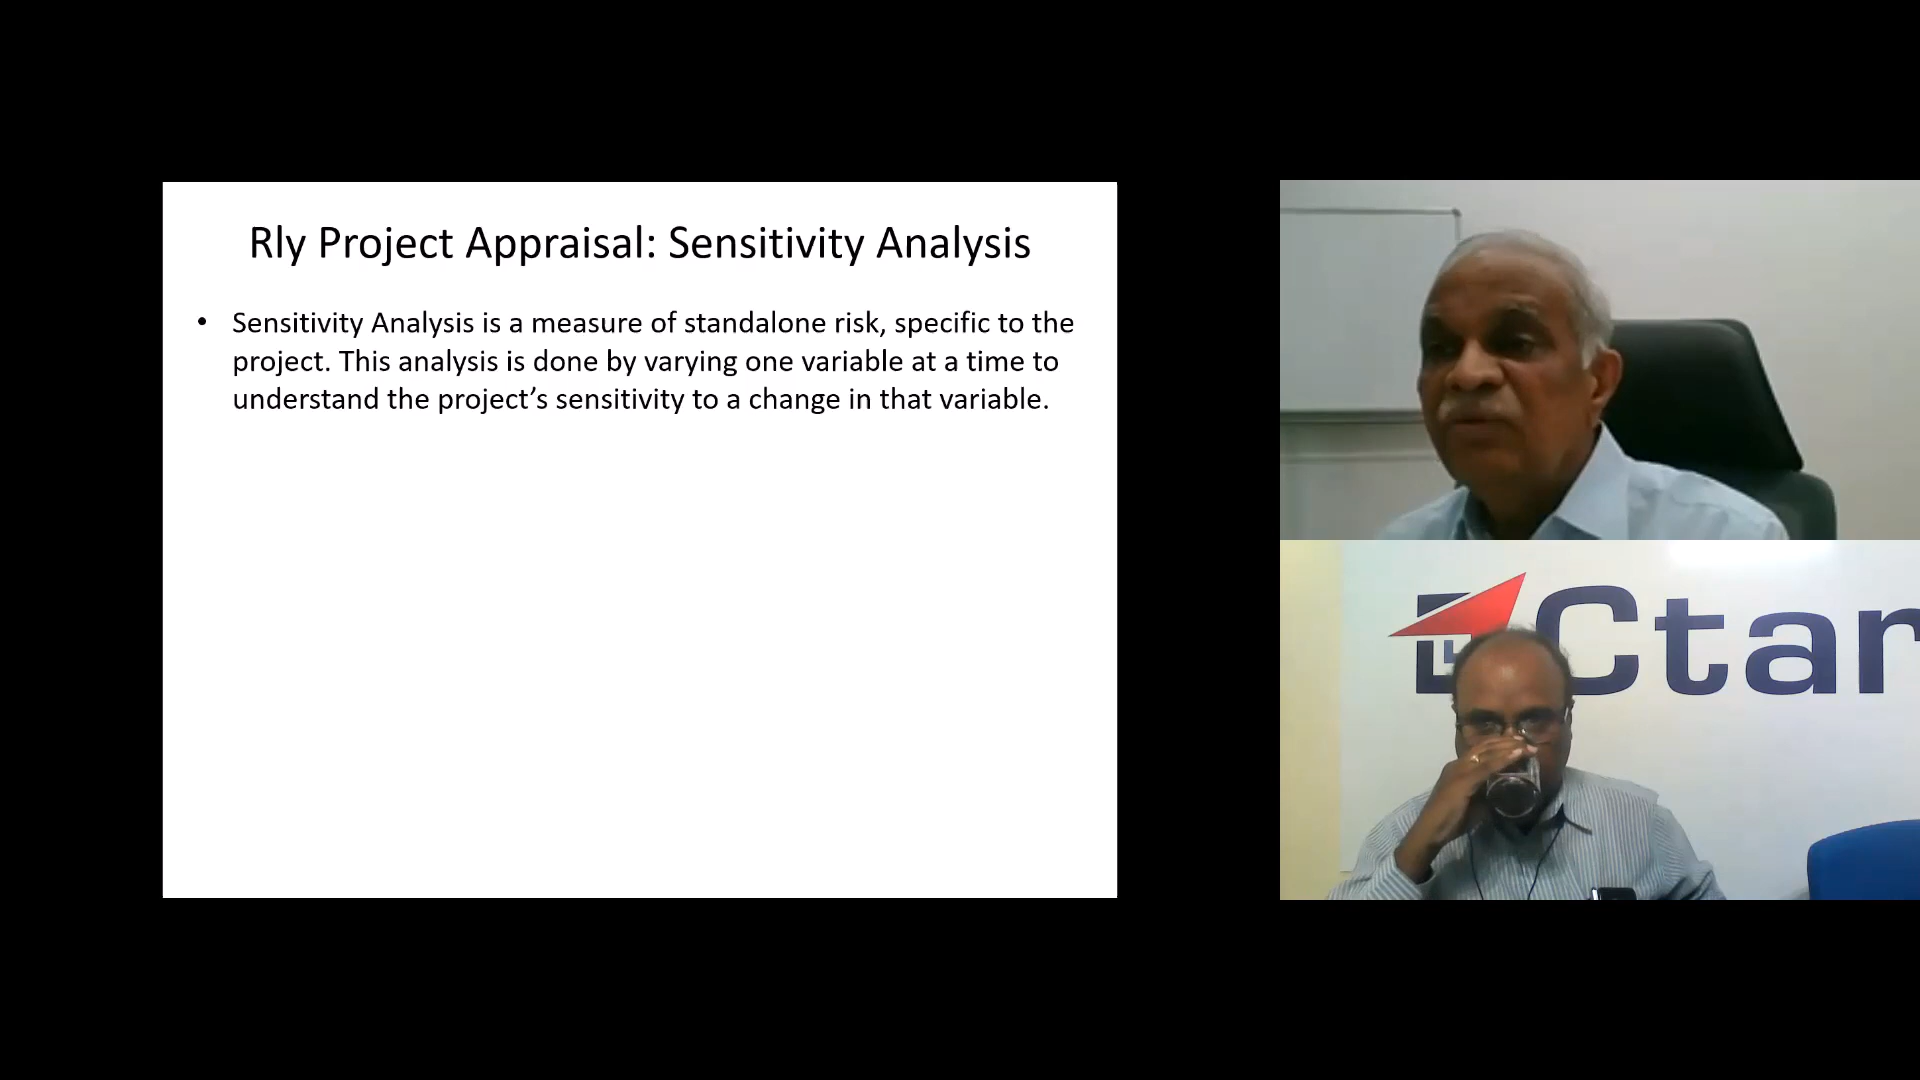 Rly Project Appraisal: Sensitivity Analysis
• Sensitivity Analysis is a measure of standalone risk, specific to the
project. This analysis is done by varying one variable at a time to
understand the project’s sensitivity to a change in that variable.